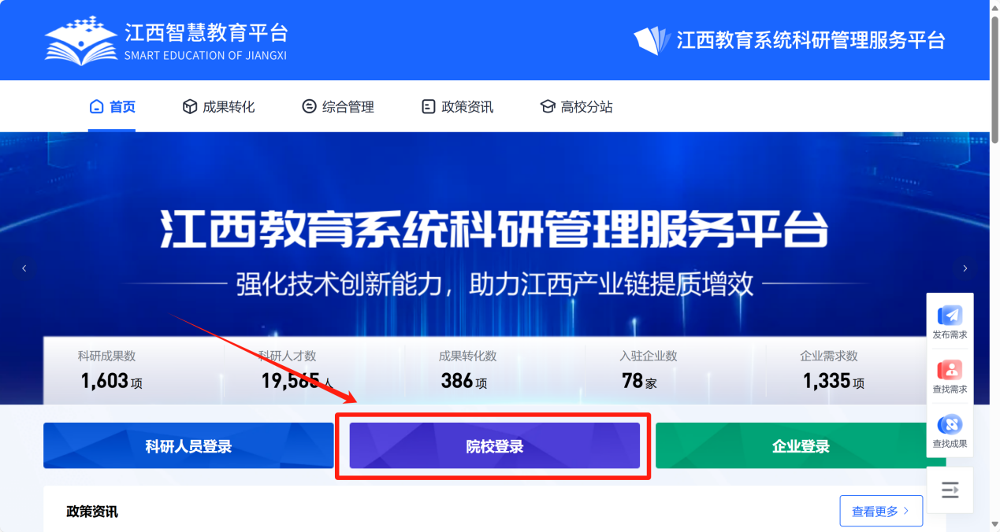 江西智慧教育平台
SMART EDUCATION OF JIANGXI
江西教育系统科研管理服务平台
首页 成果转化 综合管理 政策资讯 高校分站
江西教育系统科研管理服务平台
强化技术创新能力，助力江西产业链提质增效
科研成果数 科研人才数 成果转化数 入驻企业数 企业需求数
1,603项 19,565人 386项 78家 1,335项
发布需求
查找需求
查找成果
科研人员登录 院校登录 企业登录
政策资讯 查看更多